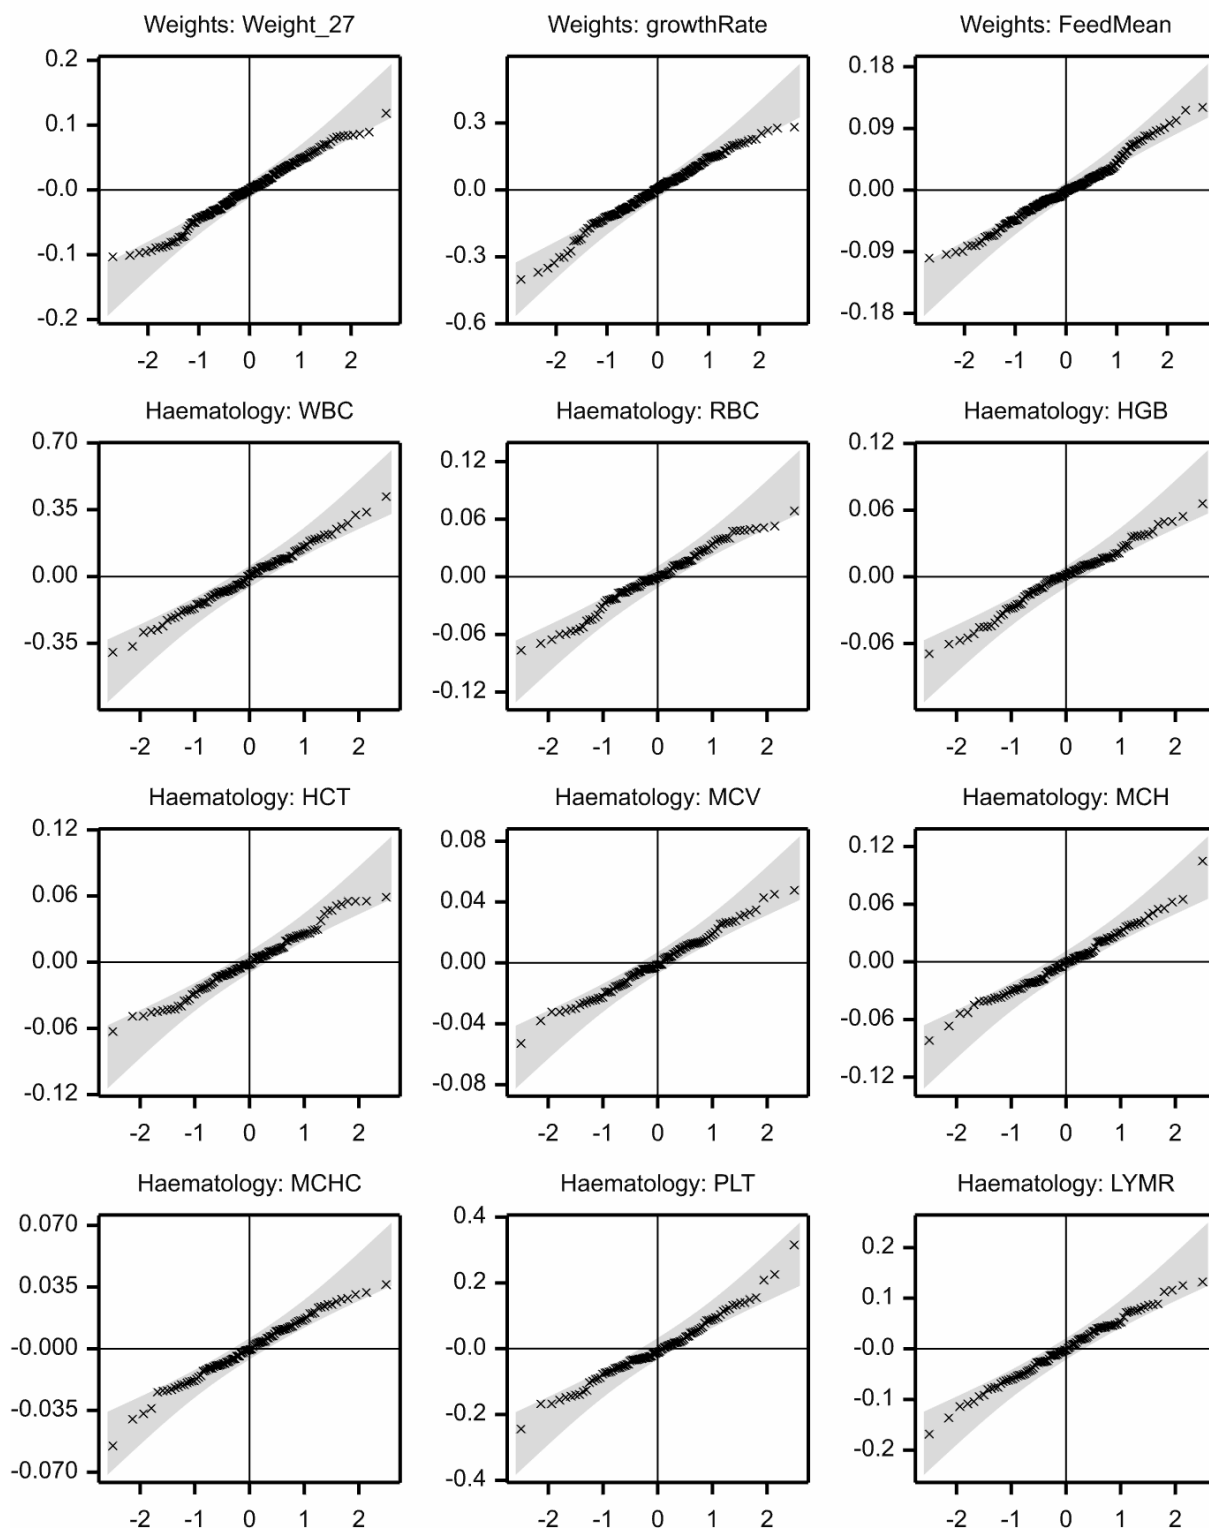 Weights: Weight_27 Weights: growthRate Weights: FeedMean
0.2 0.1 -0.0 -0.1 -0.2
0.3 0.0 -0.3 -0.6
0.18 0.09 0.00 -0.09 -0.18
-2 -1 0 1 2 -2 -1 0 1 2 -2 -1 0 1 2
Haematology: WBC Haematology: RBC Haematology: HGB
0.70 0.35 0.00 -0.35
0.12 0.06 0.00 -0.06 -0.12
0.12 0.06 0.00 -0.06
-2 -1 0 1 2 -2 -1 0 1 2 -2 -1 0 1 2
Haematology: HCT Haematology: MCV Haematology: MCH
0.12 0.06 0.00 -0.06 -0.12
0.08 0.04 0.00 -0.04 -0.08
0.12 0.06 0.00 -0.06 -0.12
-2 -1 0 1 2 -2 -1 0 1 2 -2 -1 0 1 2
Haematology: MCHC Haematology: PLT Haematology: LYMR
0.070 0.035 -0.000 -0.035 -0.070
0.4 0.2 -0.0 -0.2 -0.4
0.2 0.1 -0.0 -0.1 -0.2
-2 -1 0 1 2 -2 -1 0 1 2 -2 -1 0 1 2